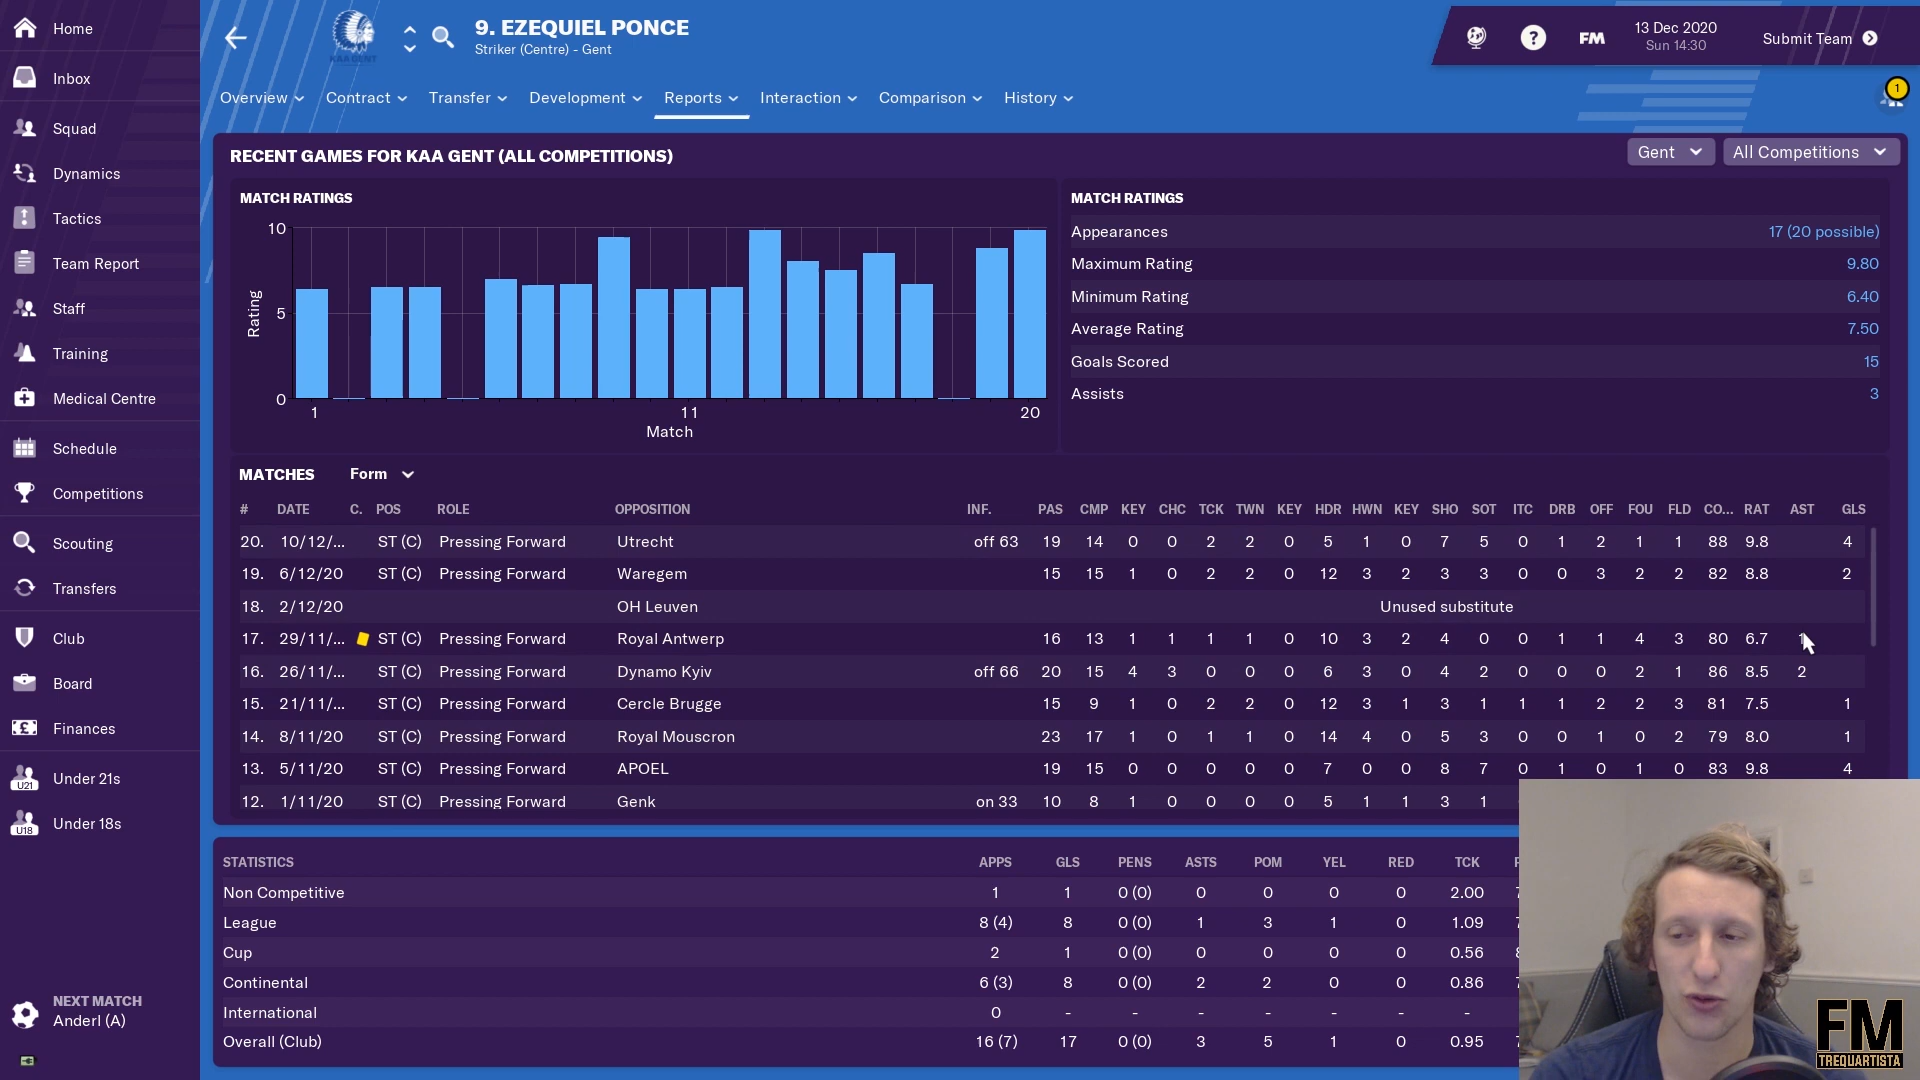 Home
Inbox
Squad
Dynamics
Tactics
Team Report
Staff
Training
Medical Centre
Schedule
Competitions
Scouting
Transfers
Club
Board
Finances
U21 Under 21s
U18 Under 18s
NEXT MATCH
Anderl (A)
KAA GENT
9. EZEQUIEL PONCE
Striker (Centre) - Gent
FM
13 Dec 2020
Sun 14:30
Submit Team
1
Overview Contract Transfer Development Reports Interaction Comparison History
RECENT GAMES FOR KAA GENT (ALL COMPETITIONS)
Gent All Competitions
MATCH RATINGS
10
5
0
Rating
1 11 20
Match
MATCH RATINGS
Appearances 17 (20 possible)
Maximum Rating 9.80
Minimum Rating 6.40
Average Rating 7.50
Goals Scored 15
Assists 3
MATCHES Form
# DATE C. POS ROLE OPPOSITION INF. PAS CMP KEY CHC TCK TWN KEY HDR HWN KEY SHO SOT ITC DRB OFF FOU FLD CO... RAT AST GLS
20. 10/12/... ST (C) Pressing Forward Utrecht off 63 19 14 0 0 2 2 0 5 1 0 7 5 0 1 2 1 1 88 9.8 4
19. 6/12/20 ST (C) Pressing Forward Waregem 15 15 1 0 2 2 0 12 3 2 3 3 0 0 3 2 2 82 8.8 2
18. 2/12/20 OH Leuven Unused substitute
17. 29/11/... ST (C) Pressing Forward Royal Antwerp 16 13 1 1 1 1 0 10 3 2 4 0 0 1 1 4 3 80 6.7 1
16. 26/11/... ST (C) Pressing Forward Dynamo Kyiv off 66 20 15 4 3 0 0 0 6 3 0 4 2 0 0 0 2 1 86 8.5 2
15. 21/11/... ST (C) Pressing Forward Cercle Brugge 15 9 1 0 2 2 0 12 3 1 3 1 1 1 2 2 3 81 7.5 1
14. 8/11/20 ST (C) Pressing Forward Royal Mouscron 23 17 1 0 1 1 0 14 4 0 5 3 0 0 1 0 2 79 8.0 1
13. 5/11/20 ST (C) Pressing Forward APOEL 19 15 0 0 0 0 0 7 0 0 8 7 0 1 0 1 0 83 9.8 4
12. 1/11/20 ST (C) Pressing Forward Genk on 33 10 8 1 0 0 0 0 5 1 1 3 1
STATISTICS APPS GLS PENS ASTS POM YEL RED TCK
Non Competitive 1 1 0 (0) 0 0 0 0 2.00
League 8 (4) 8 0 (0) 1 3 1 0 1.09
Cup 2 1 0 (0) 0 0 0 0 0.56
Continental 6 (3) 8 0 (0) 2 2 0 0 0.86
International 0 - - - - - - -
Overall (Club) 16 (7) 17 0 (0) 3 5 1 0 0.95
FM
TREQUARTISTA